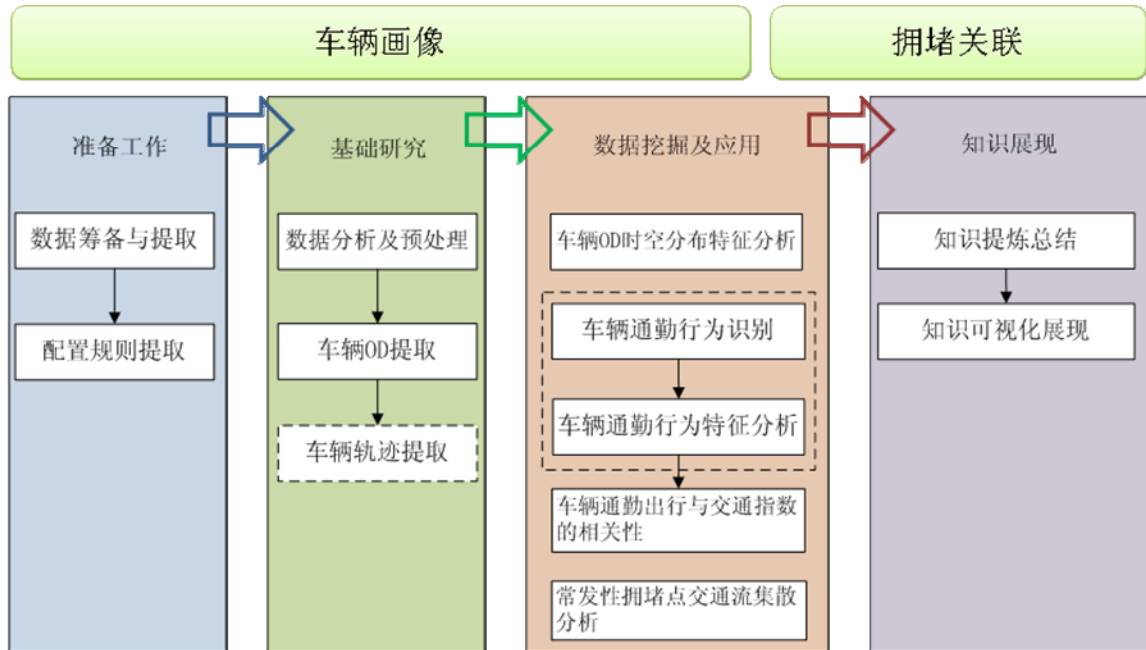 车辆画像
拥堵关联
准备工作
数据筹备与提取
配置规则提取
基础研究
数据分析及预处理
车辆OD提取
车辆轨迹提取
数据挖掘及应用
车辆OD时空分布特征分析
车辆通勤行为识别
车辆通勤行为特征分析
车辆通勤出行与交通指数
的相关性
常发性拥堵点交通流集散
分析
知识展现
知识提炼总结
知识可视化展现